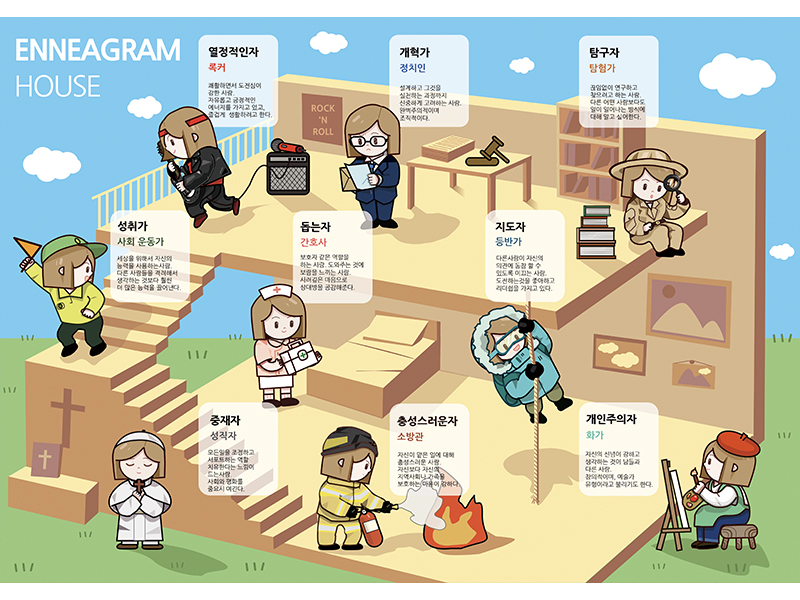 ENNEAGRAM
HOUSE
열정적인자
록커
쾌활하면서 도전심이
강한 사람.
자유롭고 긍정적인
에너지를 가지고 있고,
즐겁게 생활하려고 한다.
개혁가
정치인
설계하고 그것을
실천하는 과정까지
신중하게 고려하는 사람.
완벽주의적이며
조직적이다.
탐구자
탐험가
끊임없이 연구하고
찾으려고 하는 사람.
다른 어떤 사람보다도
일이 일어나는 방식에
대해 알고 싶어한다.
ROCK
'N
ROLL
성취가
사회 운동가
세상을 위해서 자신의
능력을 사용하는사람.
다른 사람들을 격려해서
생각하는 것보다 훨씬
더 많은 능력을 끌어낸다.
돕는자
간호사
보호자 같은 역할을
하는 사람. 도와주는 것에
보람을 느끼는 사람.
사려깊은 마음으로
상대방을 공감해준다.
지도자
등반가
다른사람이 자신의
의견에 동참 할 수
있도록 이끄는 사람.
도전하는것을 좋아하고
리더쉽을 가지고 있다.
중재자
성직자
모든일을 조정하고
서포트하는 역할
치유한다는 느낌이
드는사람.
사회와 평화를
중요시 여긴다.
충성스러운자
소방관
자신이 맡은 일에 대해
충성스러운 사람.
자신보다 자신의
지역사회나 가족을
보호하는 마음이 강하다.
개인주의자
화가
자신의 신념이 강하고
생각하는 것이 남들과
다른 사람.
창의적이며, 예술가
유형이라고 불리기도 한다.